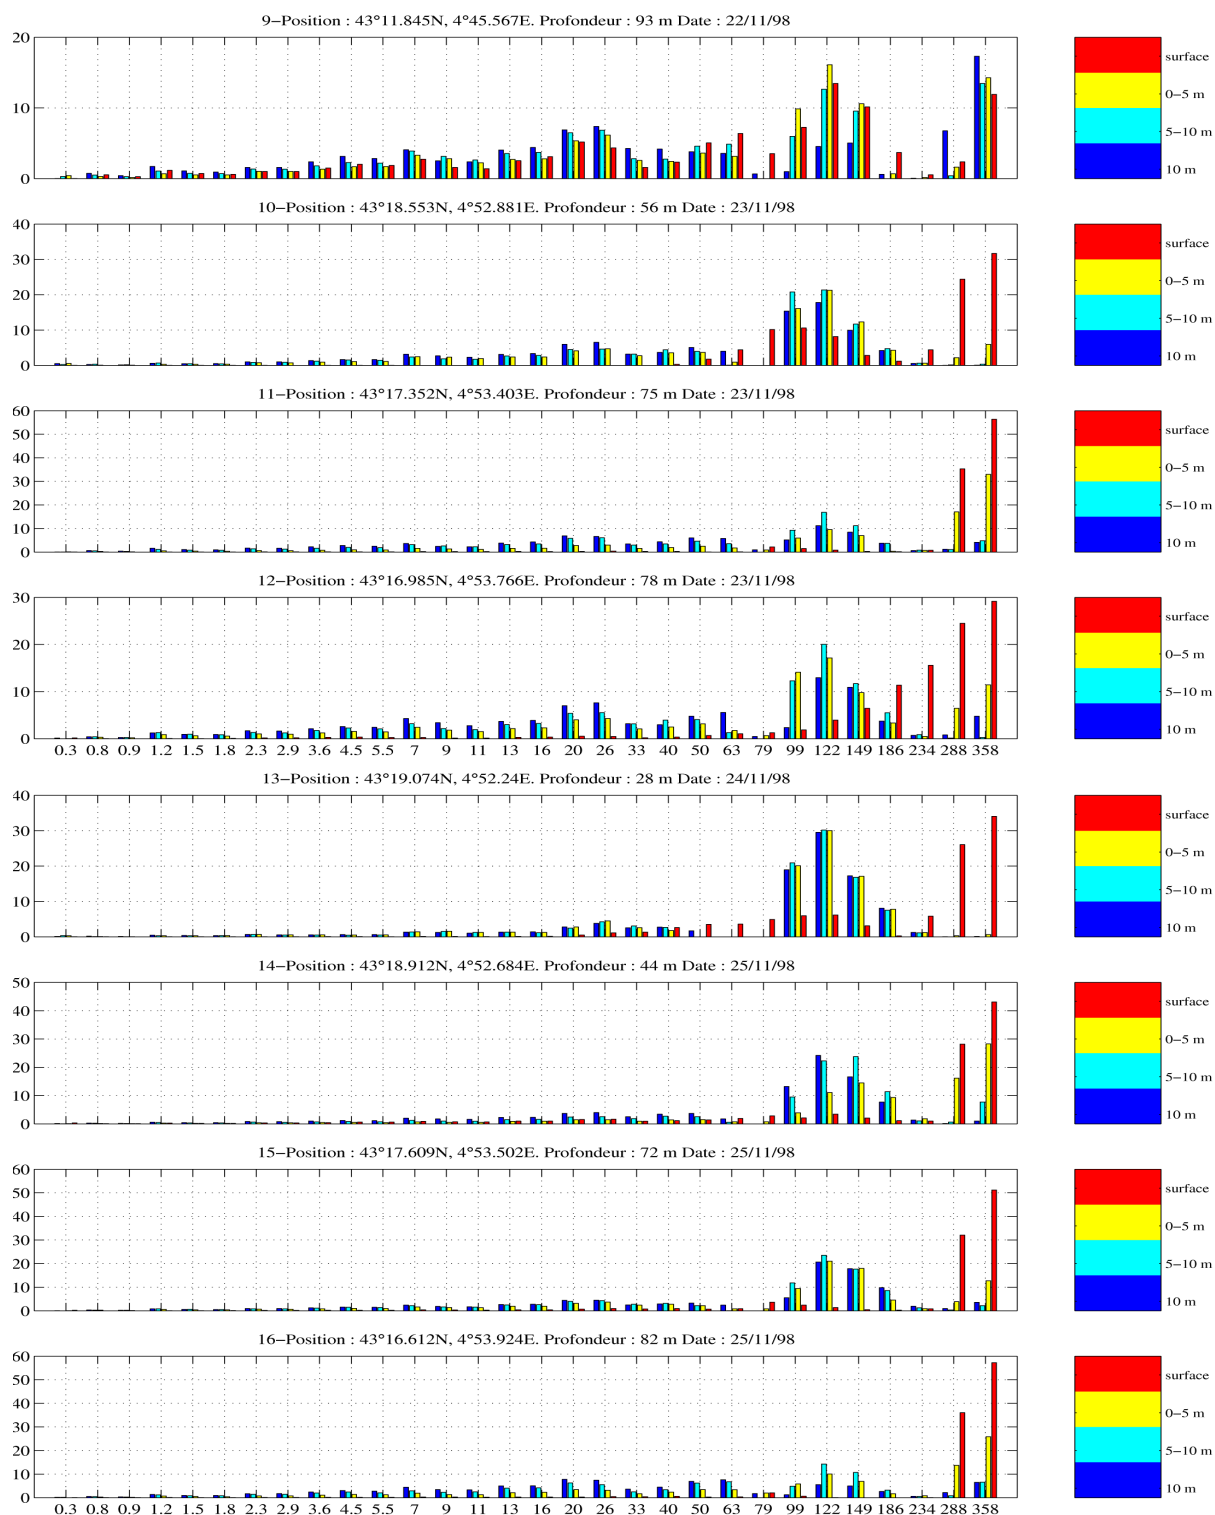 9−Position : 43°11.845N, 4°45.567E. Profondeur : 93 m Date : 22/11/98
20
10
0
surface
0−5 m
5−10 m
10 m
10−Position : 43°18.553N, 4°52.881E. Profondeur : 56 m Date : 23/11/98
40
30
20
10
0
surface
0−5 m
5−10 m
10 m
11−Position : 43°17.352N, 4°53.403E. Profondeur : 75 m Date : 23/11/98
60
50
40
30
20
10
0
surface
0−5 m
5−10 m
10 m
12−Position : 43°16.985N, 4°53.766E. Profondeur : 78 m Date : 23/11/98
30
20
10
0
surface
0−5 m
5−10 m
10 m
0.3 0.8 0.9 1.2 1.5 1.8 2.3 2.9 3.6 4.5 5.5 7 9 11 13 16 20 26 33 40 50 63 79 99 122 149 186 234 288 358
13−Position : 43°19.074N, 4°52.24E. Profondeur : 28 m Date : 24/11/98
40
30
20
10
0
surface
0−5 m
5−10 m
10 m
14−Position : 43°18.912N, 4°52.684E. Profondeur : 44 m Date : 25/11/98
50
40
30
20
10
0
surface
0−5 m
5−10 m
10 m
15−Position : 43°17.609N, 4°53.502E. Profondeur : 72 m Date : 25/11/98
60
50
40
30
20
10
0
surface
0−5 m
5−10 m
10 m
16−Position : 43°16.612N, 4°53.924E. Profondeur : 82 m Date : 25/11/98
60
50
40
30
20
10
0
surface
0−5 m
5−10 m
10 m
0.3 0.8 0.9 1.2 1.5 1.8 2.3 2.9 3.6 4.5 5.5 7 9 11 13 16 20 26 33 40 50 63 79 99 122 149 186 234 288 358